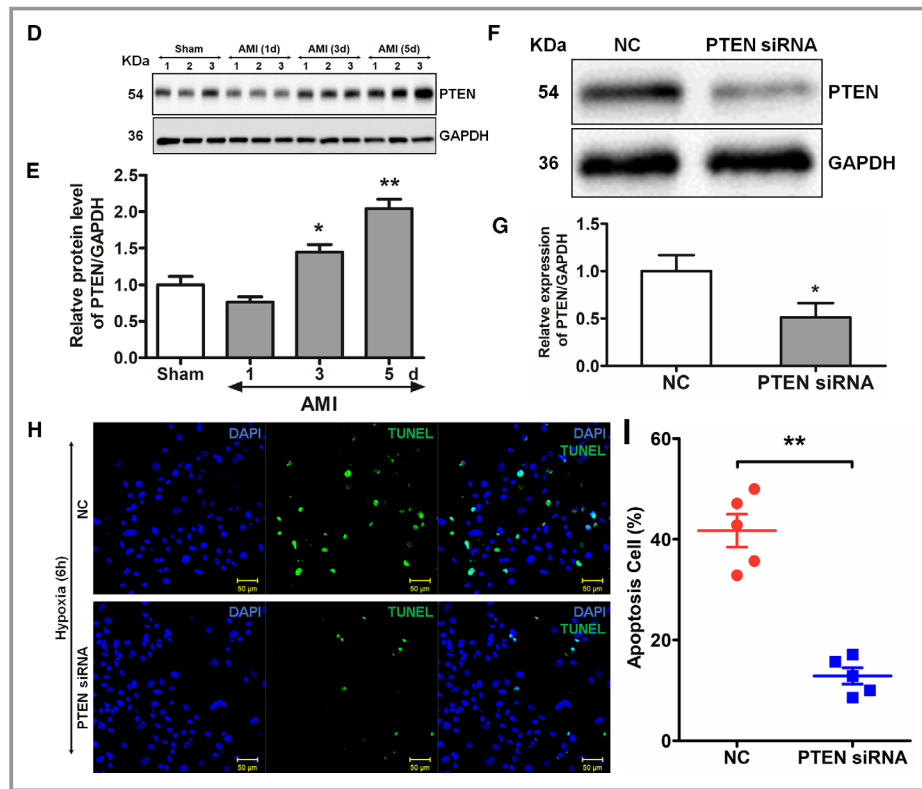 D
Sham AMI (1d) AMI (3d) AMI (5d)
KDa 1 2 3 1 2 3 1 2 3 1 2 3
54 PTEN
36 GAPDH
F
KDa NC PTEN siRNA
54 PTEN
36 GAPDH
E
Relatve protein level
of PTEN/GAPDH
2.5
2.0
1.5
1.0
0.5
0.0
*
**
Sham 1 3 5 d
AMI
G
Relatve expression
of PTEN/GAPDH
1.5
1.0
0.5
0.0
*
NC PTEN siRNA
H
Hypoxia (6h)
NC
DAPI TUNEL DAPI
TUNEL
50 µm 50 µm 50 µm
PTEN siRNA
DAPI TUNEL DAPI
TUNEL
50 µm 50 µm 50 µm
I
Apoptosis Cell (%)
60
40
20
0
**
NC PTEN siRNA